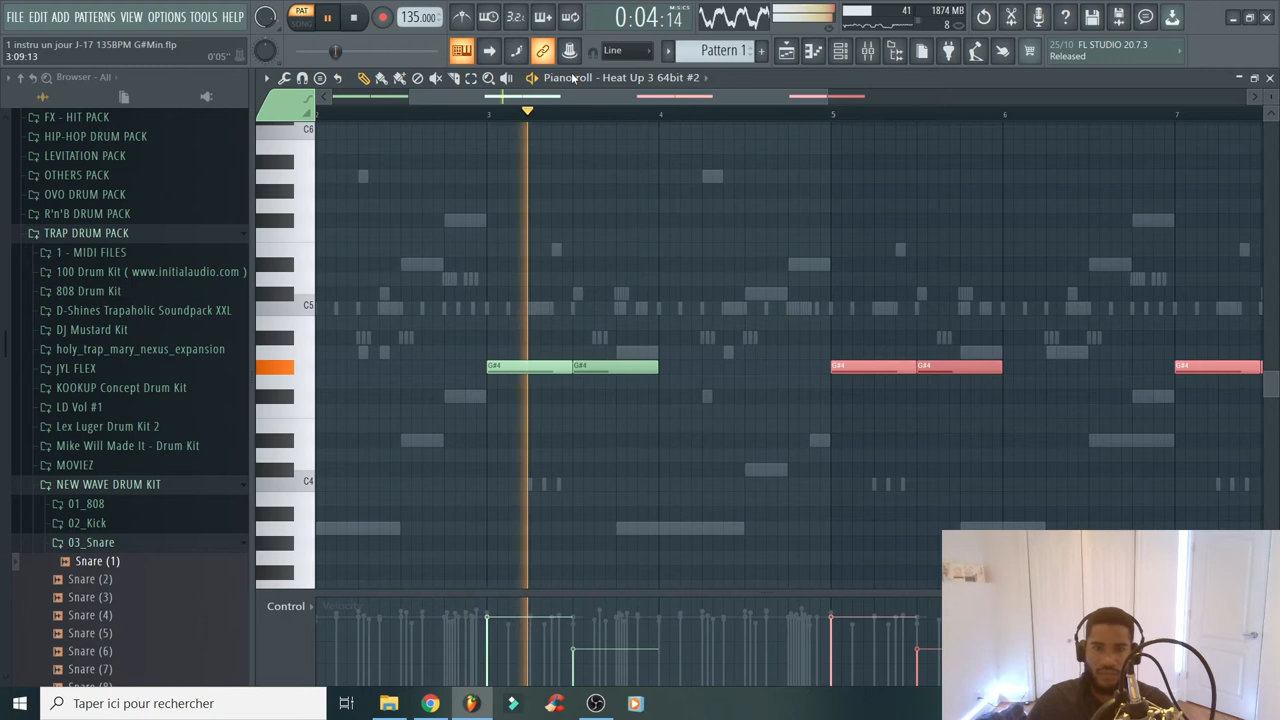 FILE EDIT ADD PATTERNS VIEW OPTIONS TOOLS HELP
PAT
SONG
135.000
3.2
0:04:14
M:S:CS
41
1874 MB
8
1 instru un jour J-17 135BPM G#Min.flp
3:09:13
0'05"
Line
Pattern 1
25/10 FL STUDIO 20.7.3
Released
Browser - All
Piano roll - Heat Up 3 64bit #2
FX - HIT PACK
HIP-HOP DRUM PACK
LEVITATION PACK
OTHERS PACK
OVO DRUM PACK
R'n'B DRUM PACK
TRAP DRUM PACK
1 - MIDI FILES
100 Drum Kit ( www.initialaudio.com )
808 Drum Kit
D-Shines Trapaholic Soundpack XXL
DJ Mustard Kit
holy_trap_mary_nexus_expansion
JYL FLEX
KOOKUP Concept Drum Kit
LD Vol #1
Lex Luger Drum Kit 2
Mike Will Made It - Drum Kit
MOVIEZ
NEW WAVE DRUM KIT
01_808
02_Kick
03_Snare
Snare (1)
Snare (2)
Snare (3)
Snare (4)
Snare (5)
Snare (6)
Snare (7)
2 3 4 5 6 7
C6
C5
G#4 G#4 G#4 G#4 G#4
C4
Control
Velocity
Taper ici pour rechercher